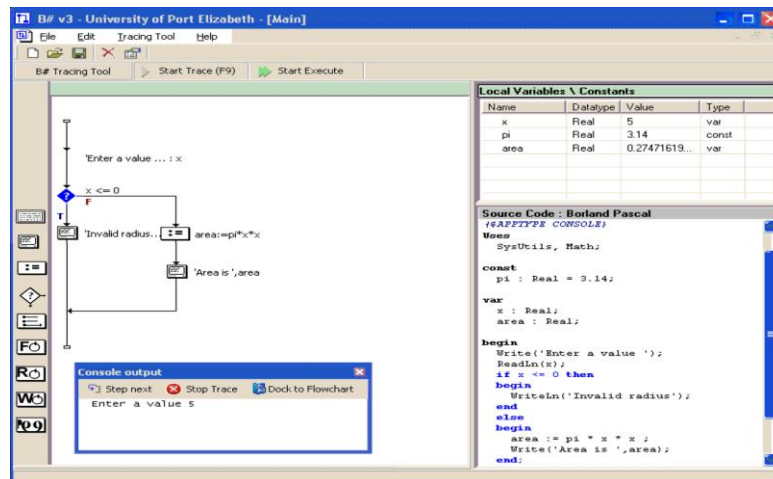 B# v3 - University of Port Elizabeth - [Main]
File Edit Tracing Tool Help
B# Tracing Tool Start Trace (F9) Start Execute
'Enter a value ... : x
x <= 0
F
T
'Invalid radius... := area:=pi*x*x
'Area is ',area
:=
?
F
R
W
Console output
Step next Stop Trace Dock to Flowchart
Enter a value 5
Local Variables \ Constants
Name Datatype Value Type
x Real 5 var
pi Real 3.14 const
area Real 0.27471619... var
Source Code : Borland Pascal
{$APPTYPE CONSOLE}
Uses
SysUtils, Math;
const
pi : Real = 3.14;
var
x : Real;
area : Real;
begin
Write('Enter a value ');
ReadLn(x);
if x <= 0 then
begin
WriteLn('Invalid radius');
end
else
begin
area := pi * x * x ;
Write('Area is ',area);
end;